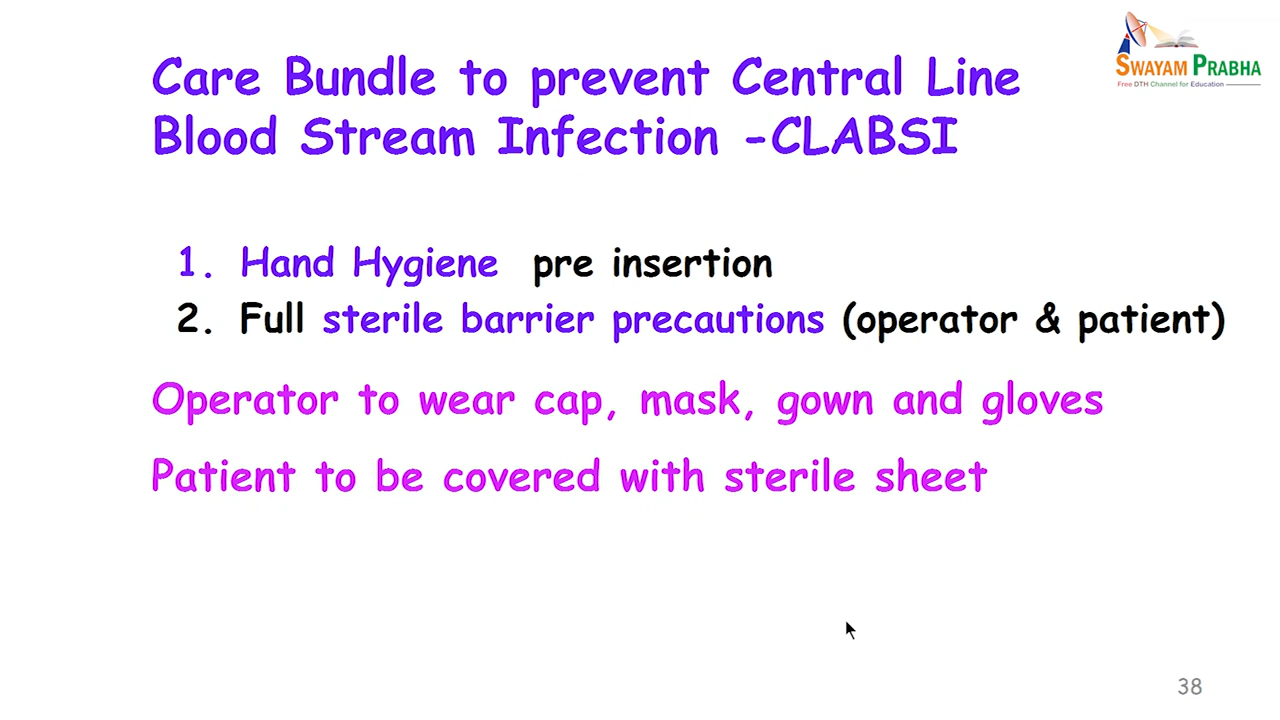 SWAYAM PRABHA
Free DTH Channel for Education
Care Bundle to prevent Central Line
Blood Stream Infection -CLABSI
1. Hand Hygiene pre insertion
2. Full sterile barrier precautions (operator & patient)
Operator to wear cap, mask, gown and gloves
Patient to be covered with sterile sheet
38